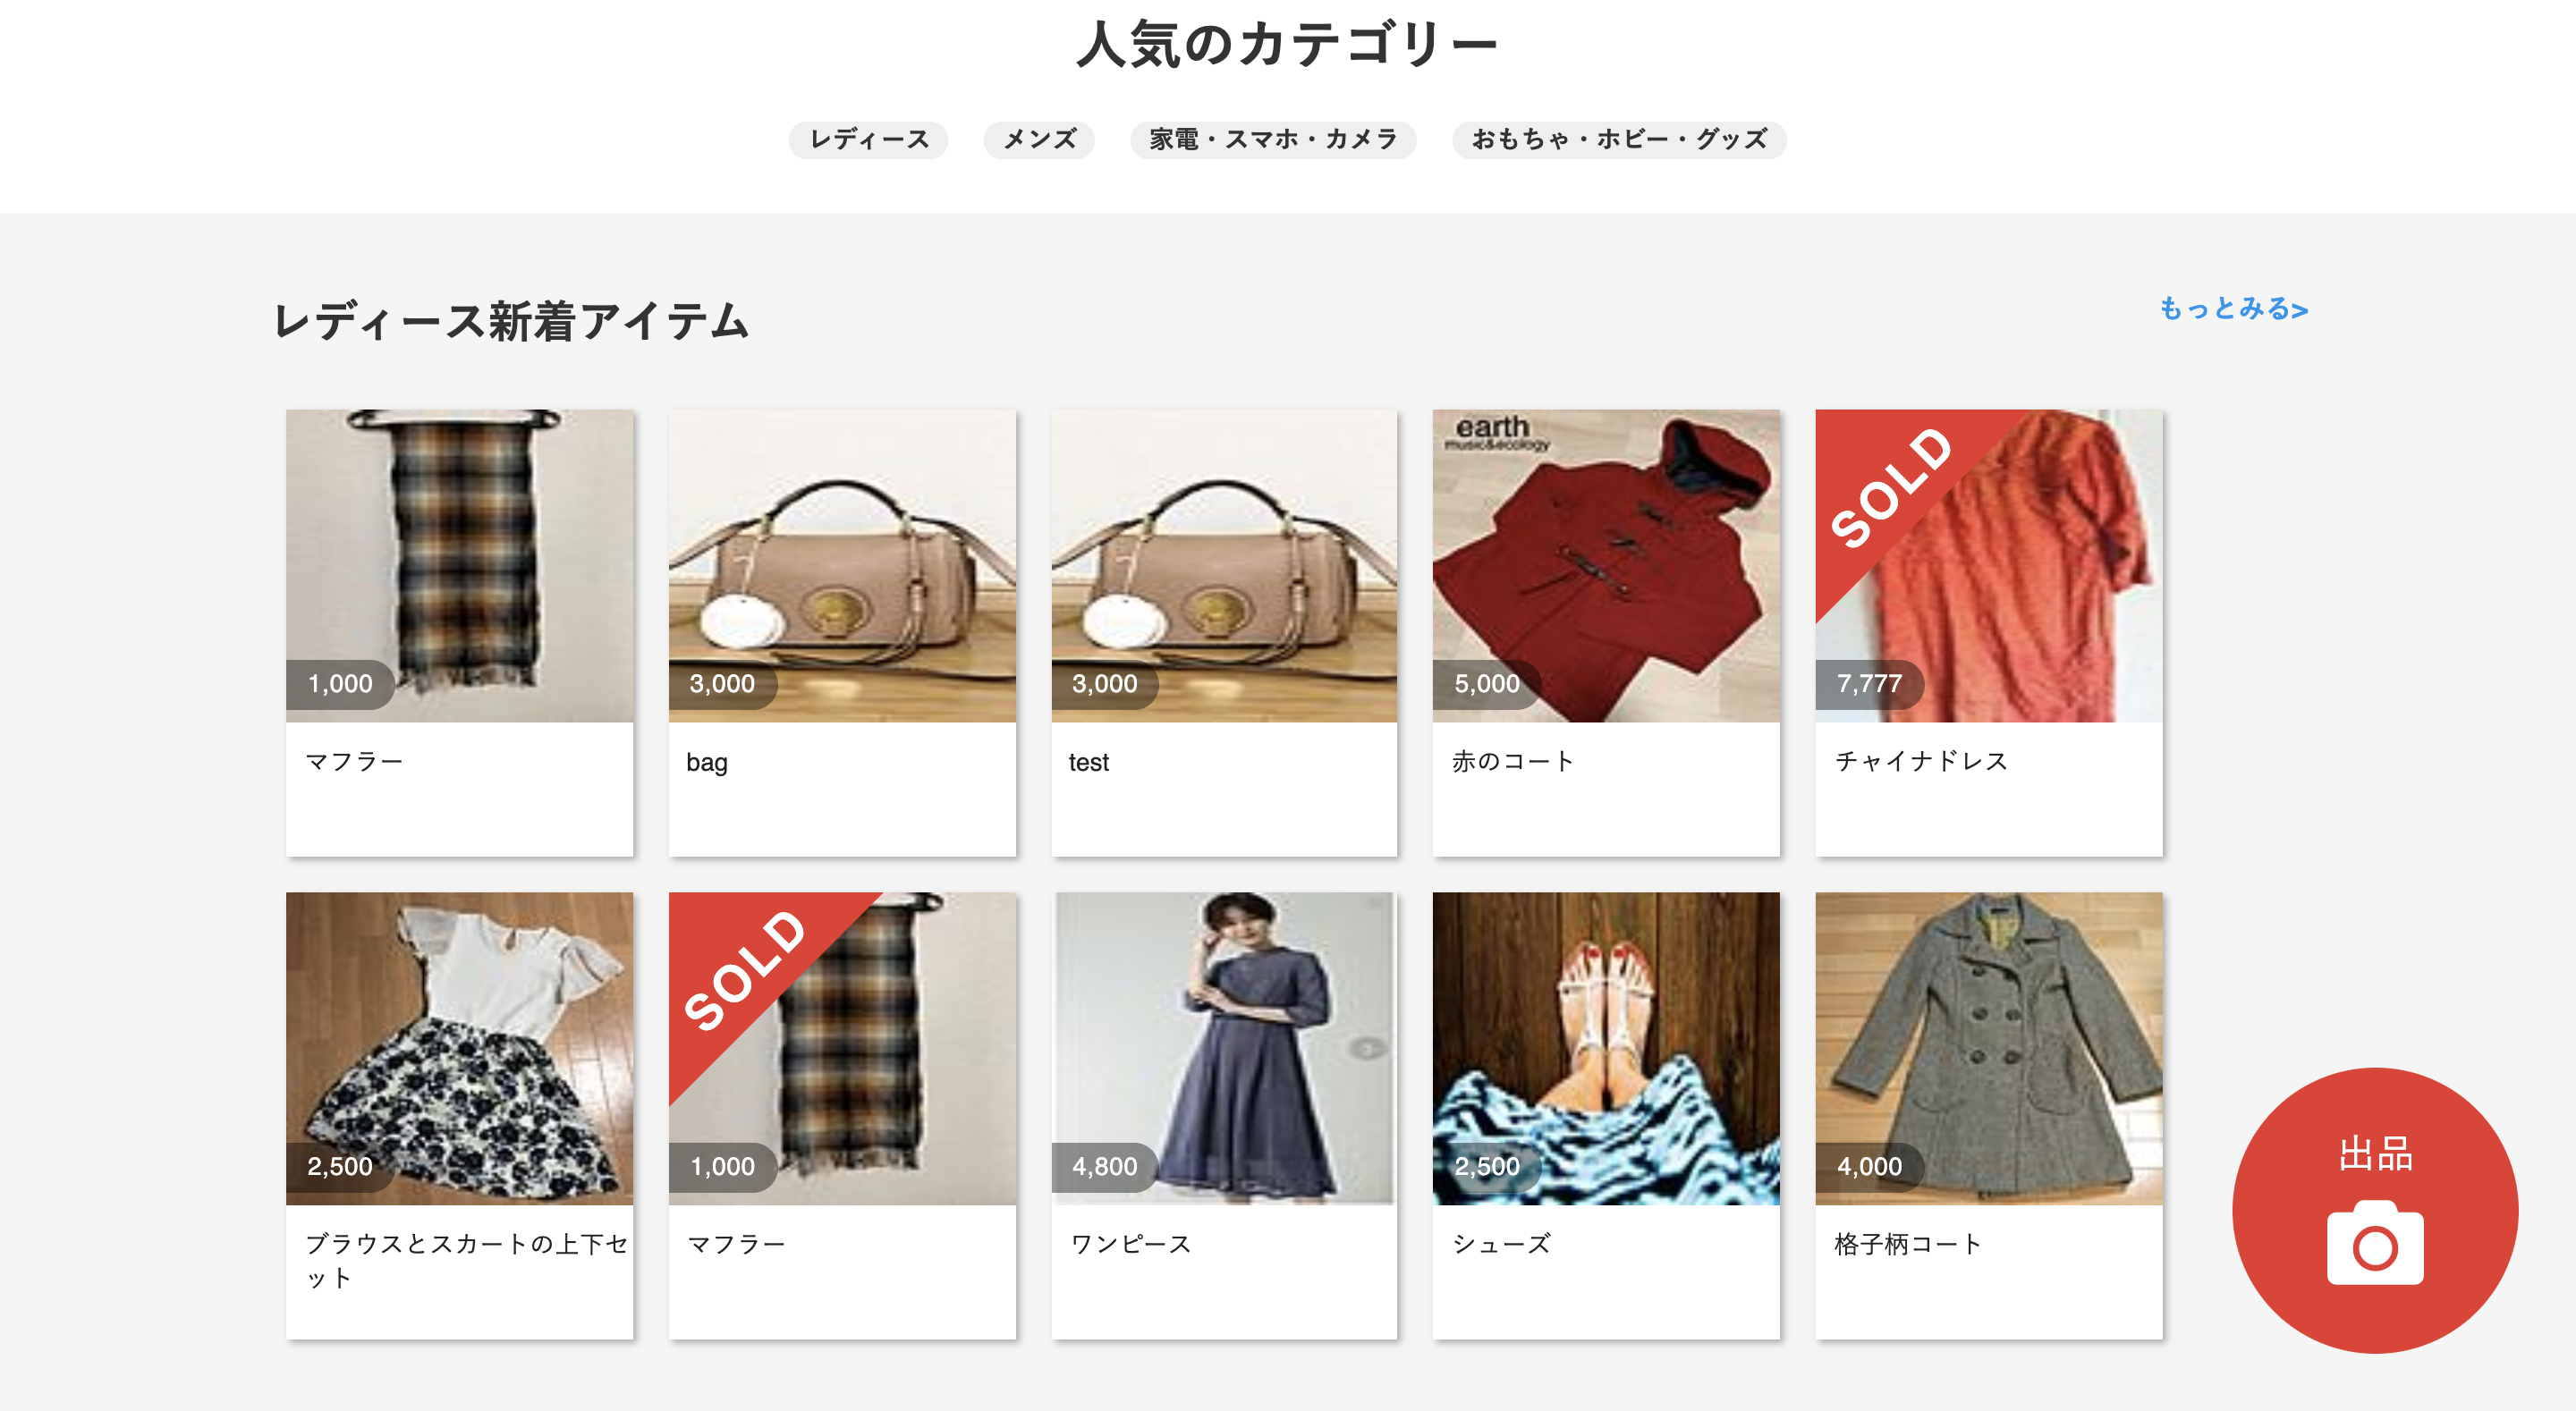 人気のカテゴリー
レディース
メンズ
家電・スマホ・カメラ
おもちゃ・ホビー・グッズ
レディース新着アイテム
もっとみる>
earth
music&ecology
SOLD
1,000
3,000
3,000
5,000
7,777
マフラー
bag
test
赤のコート
チャイナドレス
SOLD
2,500
1,000
4,800
2,500
4,000
ブラウスとスカートの上下セ
ット
マフラー
ワンピース
シューズ
格子柄コート
出品